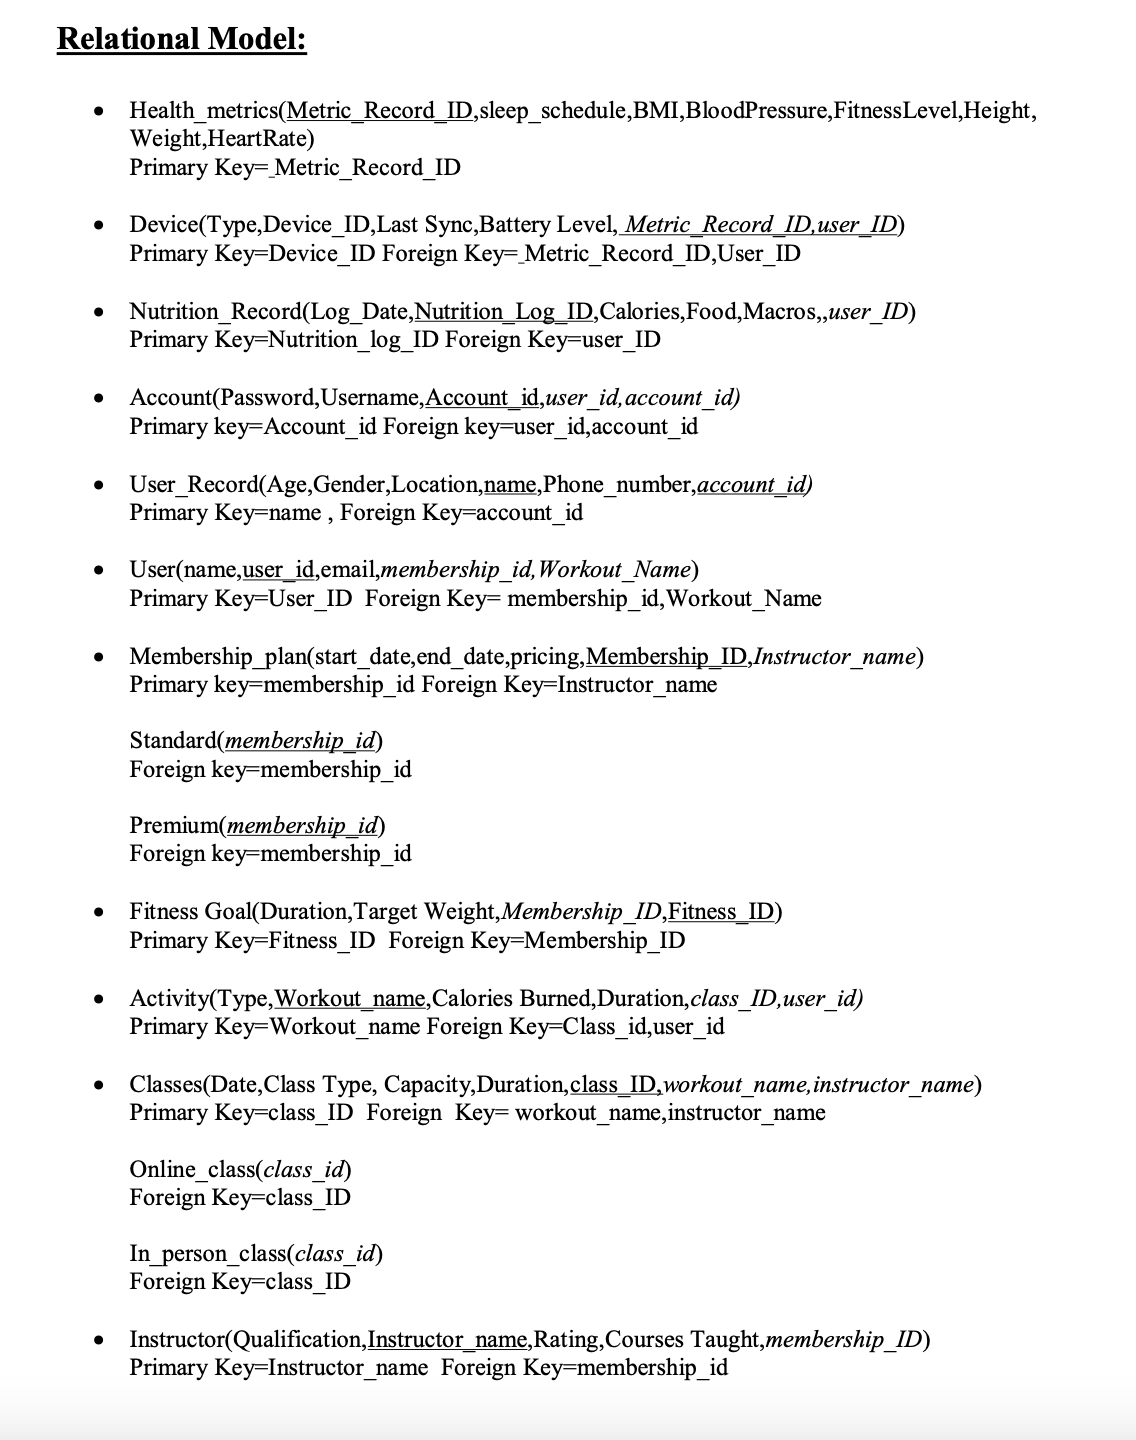 Relational Model:
• Health_metrics(Metric_Record_ID,sleep_schedule,BMI,BloodPressure,FitnessLevel,Height,
Weight,HeartRate)
Primary Key=_Metric_Record_ID
• Device(Type,Device_ID,Last Sync,Battery Level,_Metric_Record_ID,user_ID)
Primary Key=Device_ID Foreign Key=_Metric_Record_ID,User_ID
• Nutrition_Record(Log_Date,Nutrition_Log_ID,Calories,Food,Macros,,user_ID)
Primary Key=Nutrition_log_ID Foreign Key=user_ID
• Account(Password,Username,Account_id,user_id,account_id)
Primary key=Account_id Foreign key=user_id,account_id
• User_Record(Age,Gender,Location,name,Phone_number,account_id)
Primary Key=name , Foreign Key=account_id
• User(name,user_id,email,membership_id,Workout_Name)
Primary Key=User_ID  Foreign Key= membership_id,Workout_Name
• Membership_plan(start_date,end_date,pricing,Membership_ID,Instructor_name)
Primary key=membership_id Foreign Key=Instructor_name
Standard(membership_id)
Foreign key=membership_id
Premium(membership_id)
Foreign key=membership_id
• Fitness Goal(Duration,Target Weight,Membership_ID,Fitness_ID)
Primary Key=Fitness_ID  Foreign Key=Membership_ID
• Activity(Type,Workout_name,Calories Burned,Duration,class_ID,user_id)
Primary Key=Workout_name Foreign Key=Class_id,user_id
• Classes(Date,Class Type, Capacity,Duration,class_ID,workout_name,instructor_name)
Primary Key=class_ID  Foreign  Key= workout_name,instructor_name
Online_class(class_id)
Foreign Key=class_ID
In_person_class(class_id)
Foreign Key=class_ID
• Instructor(Qualification,Instructor_name,Rating,Courses Taught,membership_ID)
Primary Key=Instructor_name  Foreign Key=membership_id